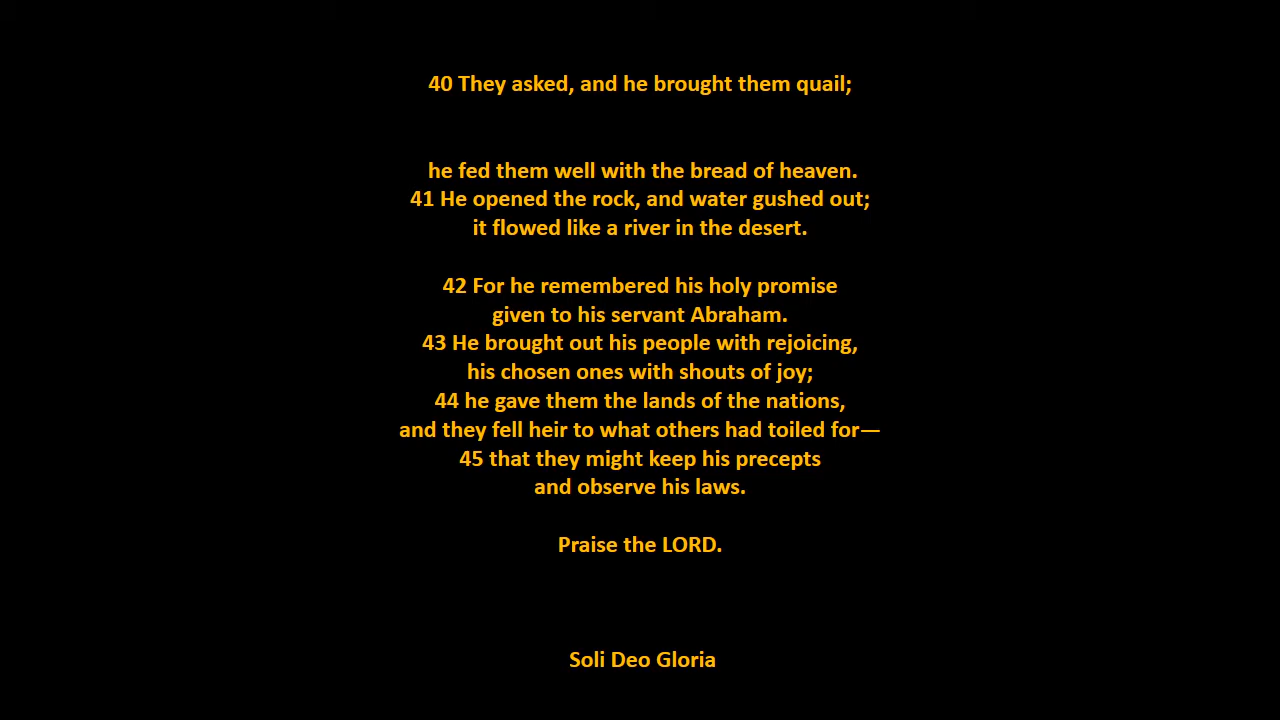 40 They asked, and he brought them quail;
he fed them well with the bread of heaven.
41 He opened the rock, and water gushed out;
it flowed like a river in the desert.
42 For he remembered his holy promise
given to his servant Abraham.
43 He brought out his people with rejoicing,
his chosen ones with shouts of joy;
44 he gave them the lands of the nations,
and they fell heir to what others had toiled for—
45 that they might keep his precepts
and observe his laws.
Praise the LORD.
Soli Deo Gloria